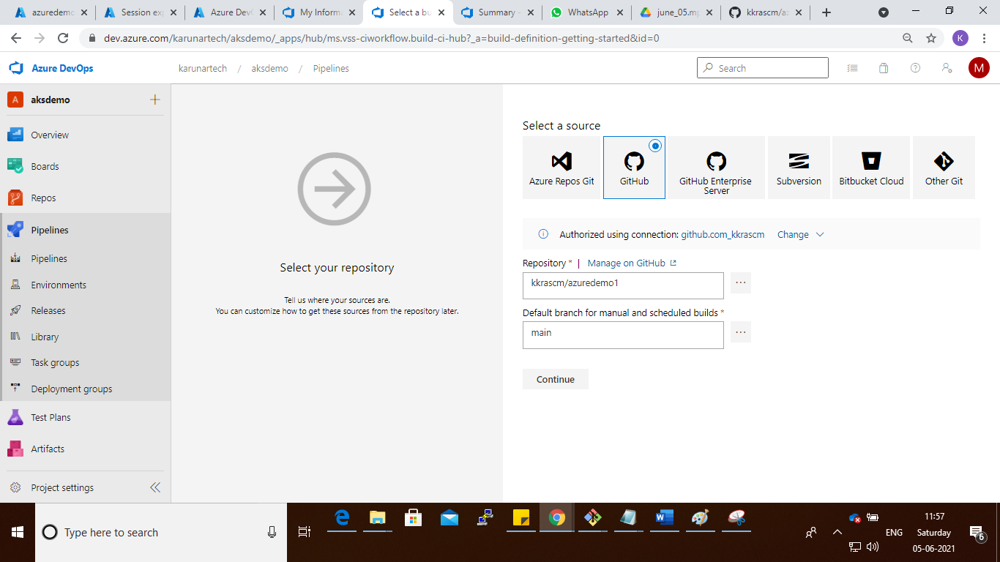 azuredemo
Session exp
Azure Dev
My Informa
Select a bu
Summary -
WhatsApp
june_05.mp
kkrascm/az
dev.azure.com/karunartech/aksdemo/_apps/hub/ms.vss-ciworkflow.build-ci-hub?_a=build-definition-getting-started&id=0
K
Azure DevOps
karunartech / aksdemo / Pipelines
Search
M
A aksdemo
Overview
Boards
Repos
Pipelines
Pipelines
Environments
Releases
Library
Task groups
Deployment groups
Test Plans
Artifacts
Project settings
Select your repository
Tell us where your sources are.
You can customize how to get these sources from the repository later.
Select a source
Azure Repos Git
GitHub
GitHub Enterprise
Server
Subversion
Bitbucket Cloud
Other Git
Authorized using connection: github.com_kkrascm Change
Repository * | Manage on GitHub
kkrascm/azuredemo1
...
Default branch for manual and scheduled builds *
main
...
Continue
Type here to search
ENG
11:57
Saturday
05-06-2021
6